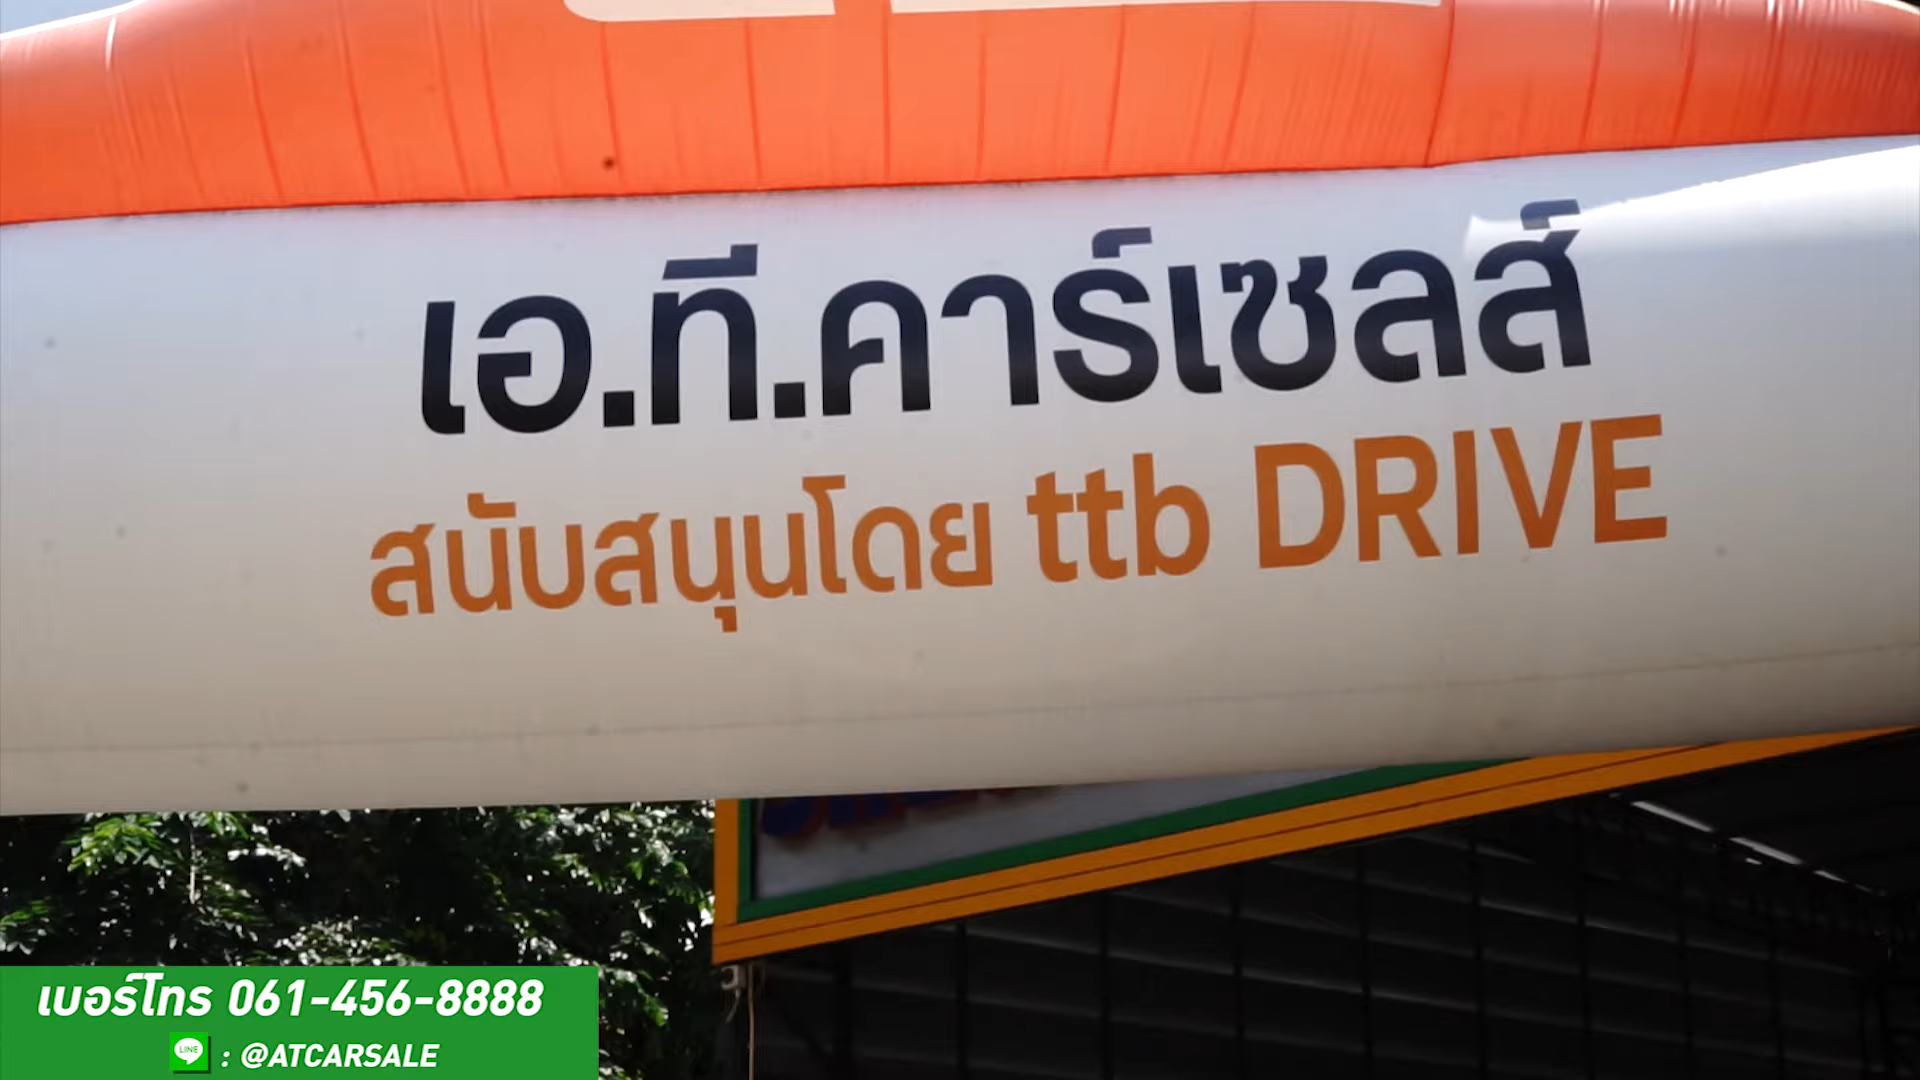 เอ.ที.คาร์เซลส์
สนับสนุนโดย ttb DRIVE
เบอร์โทร 061-456-8888
LINE : @ATCARSALE